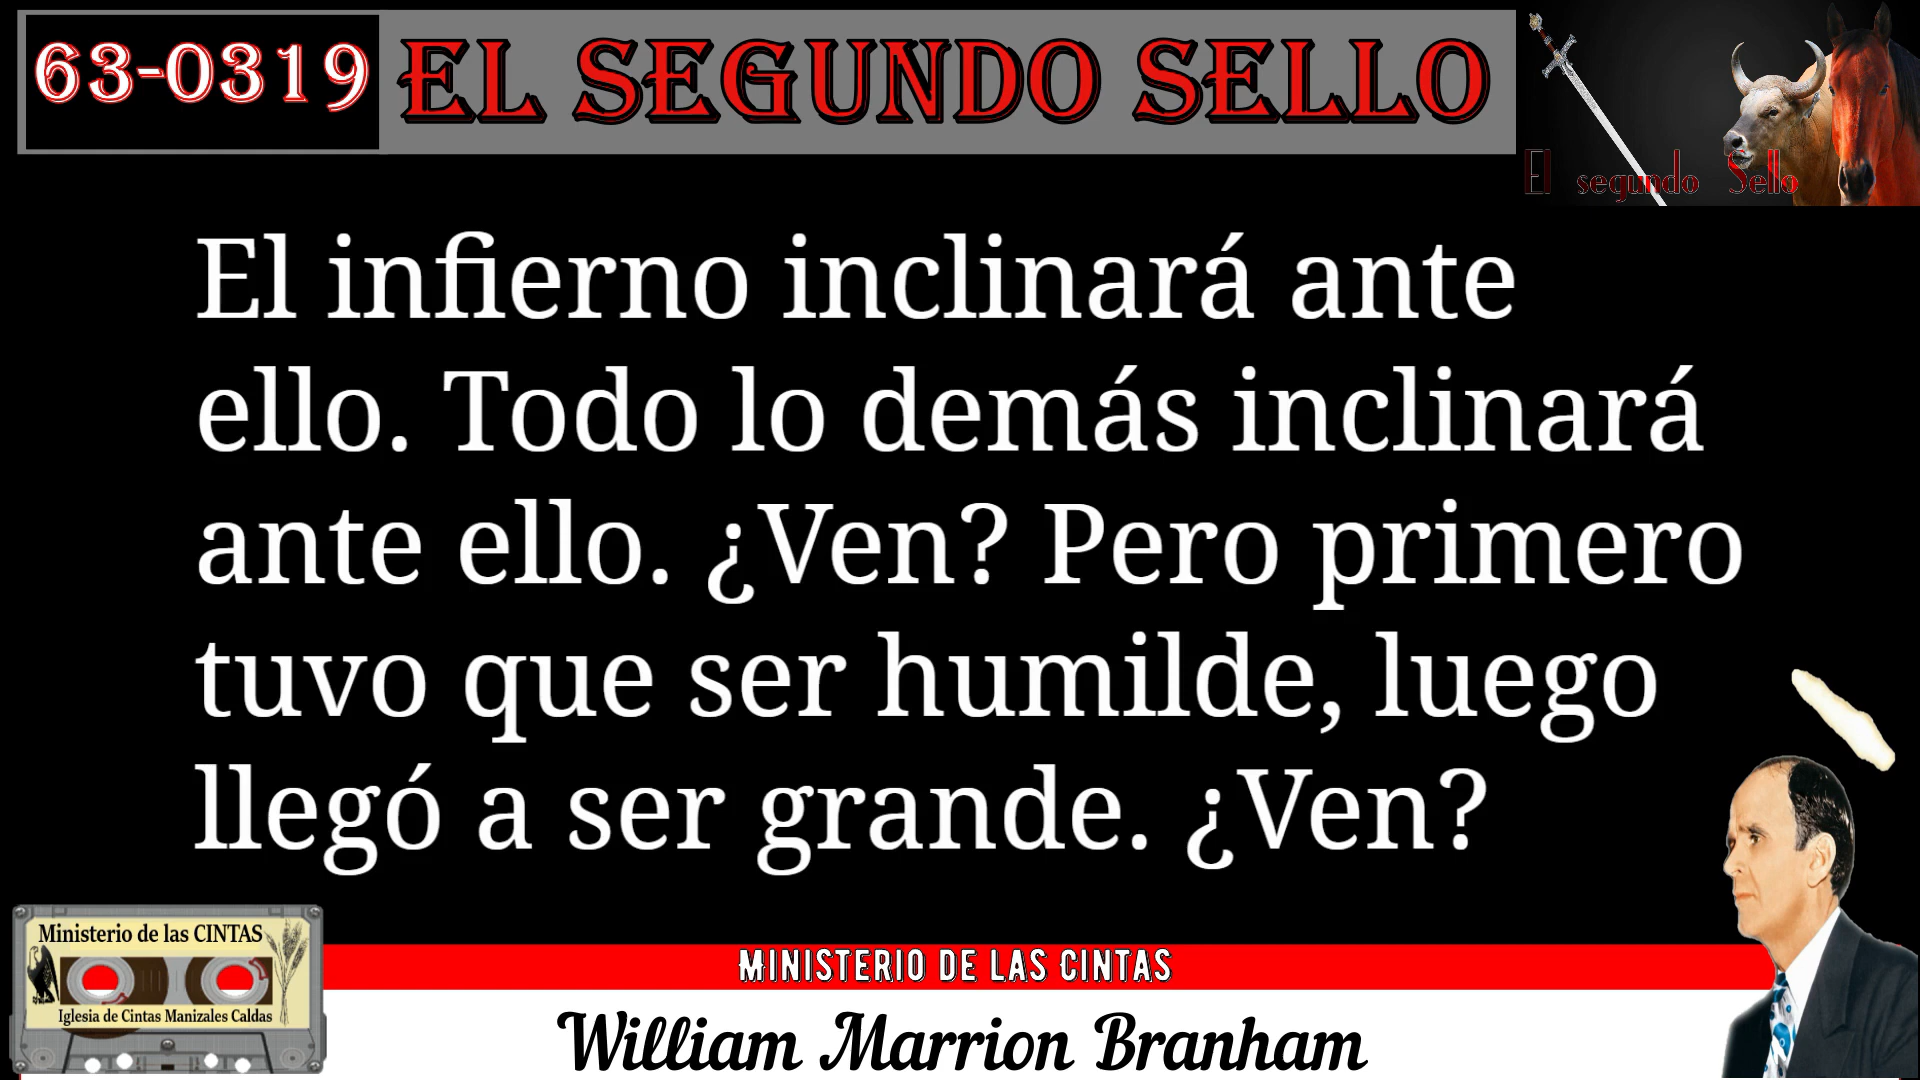 63-0319
EL SEGUNDO SELLO
El segundo Sello
El infierno inclinará ante
ello. Todo lo demás inclinará
ante ello. ¿Ven? Pero primero
tuvo que ser humilde, luego
llegó a ser grande. ¿Ven?
Ministerio de las CINTAS
Iglesia de Cintas Manizales Caldas
MINISTERIO DE LAS CINTAS
William Marrion Branham